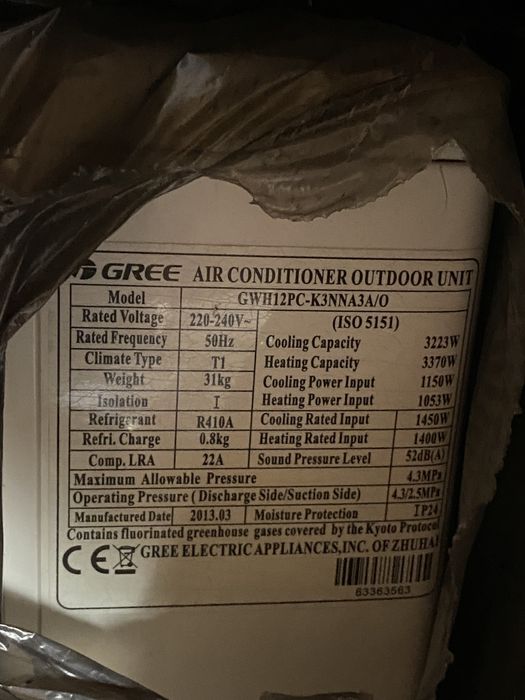 GREE AIR CONDITIONER OUTDOOR UNIT
Model GWH12PC-K3NNA3A/O
Rated Voltage 220-240V~ (ISO 5151)
Rated Frequency 50Hz Cooling Capacity 3223W
Climate Type T1 Heating Capacity 3370W
Weight 31kg Cooling Power Input 1150W
Isolation I Heating Power Input 1053W
Refrigerant R410A Cooling Rated Input 1450W
Refri. Charge 0.8kg Heating Rated Input 1400W
Comp. LRA 22A Sound Pressure Level 52dB(A)
Maximum Allowable Pressure 4.3MPa
Operating Pressure (Discharge Side/Suction Side) 4.3/2.5MPa
Manufactured Date 2013.03 Moisture Protection IP24
Contains fluorinated greenhouse gases covered by the Kyoto Protocol
CE GREE ELECTRIC APPLIANCES,INC. OF ZHUHAI
63363563